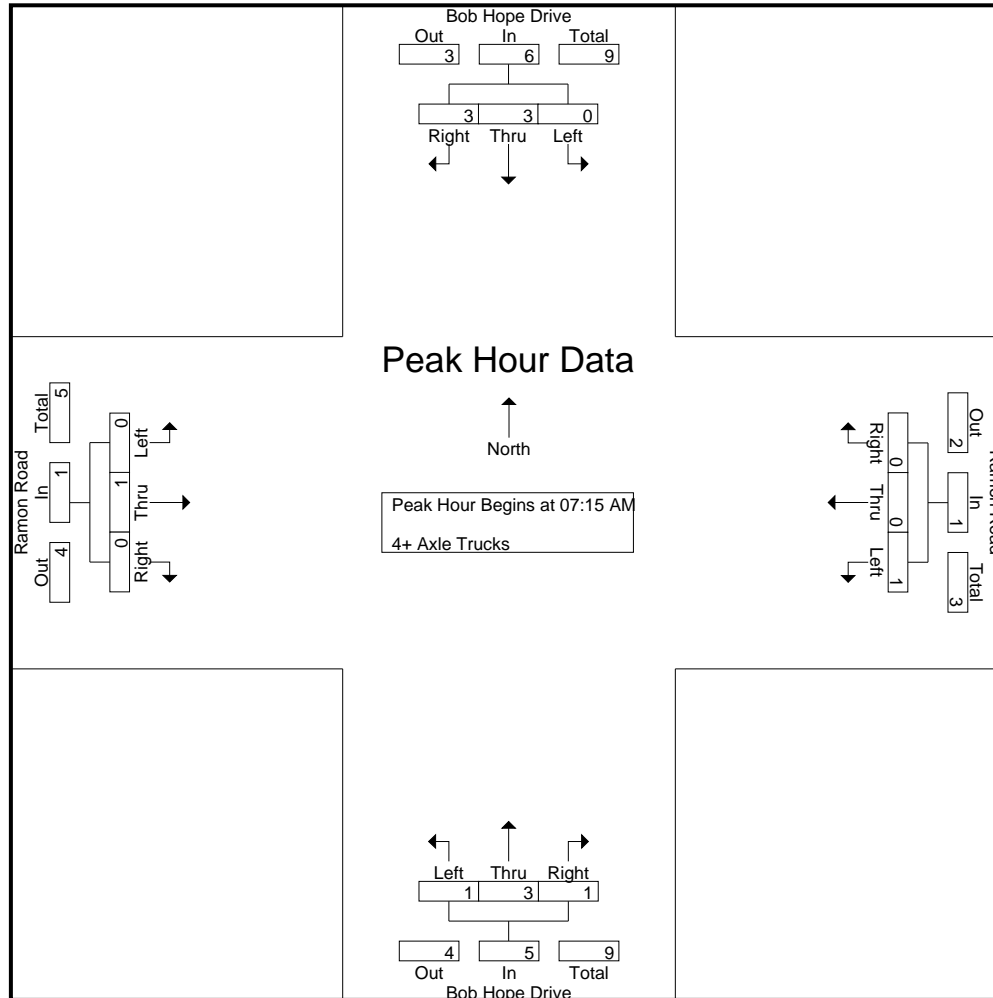 Bob Hope Drive
Out In Total
3 6 9
3 3 0
Right Thru Left
Peak Hour Data
North
Peak Hour Begins at 07:15 AM
4+ Axle Trucks
Ramon Road
Total In Out
5 1 4
0 1 0
Left Thru Right
Right Thru Left
0 0 1
Out In Total
2 1 3
Ramon Road
Left Thru Right
1 3 1
4 5 9
Out In Total
Bob Hope Drive